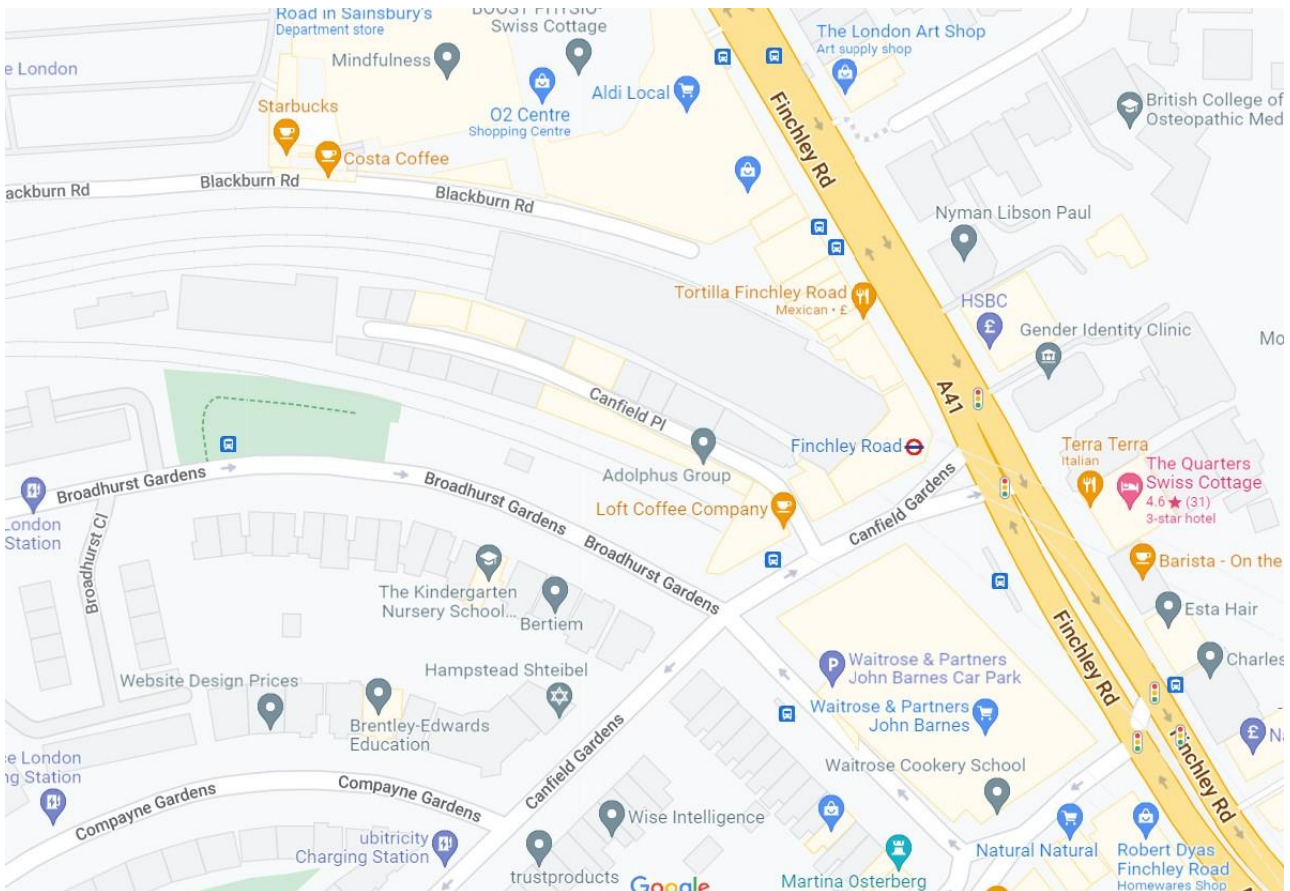 Road in Sainsbury's
Department store
Swiss Cottage
Mindfulness
The London Art Shop
Art supply shop
e London
Aldi Local
O2 Centre
Shopping Centre
Starbucks
Costa Coffee
British College of
Osteopathic Med
Finchley Rd
ackburn Rd
Blackburn Rd
Blackburn Rd
Nyman Libson Paul
Tortilla Finchley Road
Mexican • £
HSBC
Gender Identity Clinic
Mo
A41
Canfield Pl
Finchley Road
Adolphus Group
Terra Terra
Italian
The Quarters
Swiss Cottage
4.6 ★ (31)
3-star hotel
Broadhurst Gardens
Broadhurst Gardens
Broadhurst Gardens
Loft Coffee Company
Canfield Gardens
London
Station
Broadhurst Cl
Barista - On the
The Kindergarten
Nursery School...
Bertiem
Esta Hair
Finchley Rd
Charles
Waitrose & Partners
John Barnes Car Park
Hampstead Shteibel
Website Design Prices
Brentley-Edwards
Education
Waitrose & Partners
John Barnes
Finchley Rd
Canfield Gardens
e London
ng Station
Waitrose Cookery School
Compayne Gardens
Compayne Gardens
Wise Intelligence
ubitricity
Charging Station
trustproducts
Google
Martina Osterberg
Natural Natural
Robert Dyas
Finchley Road
Homewares Shop